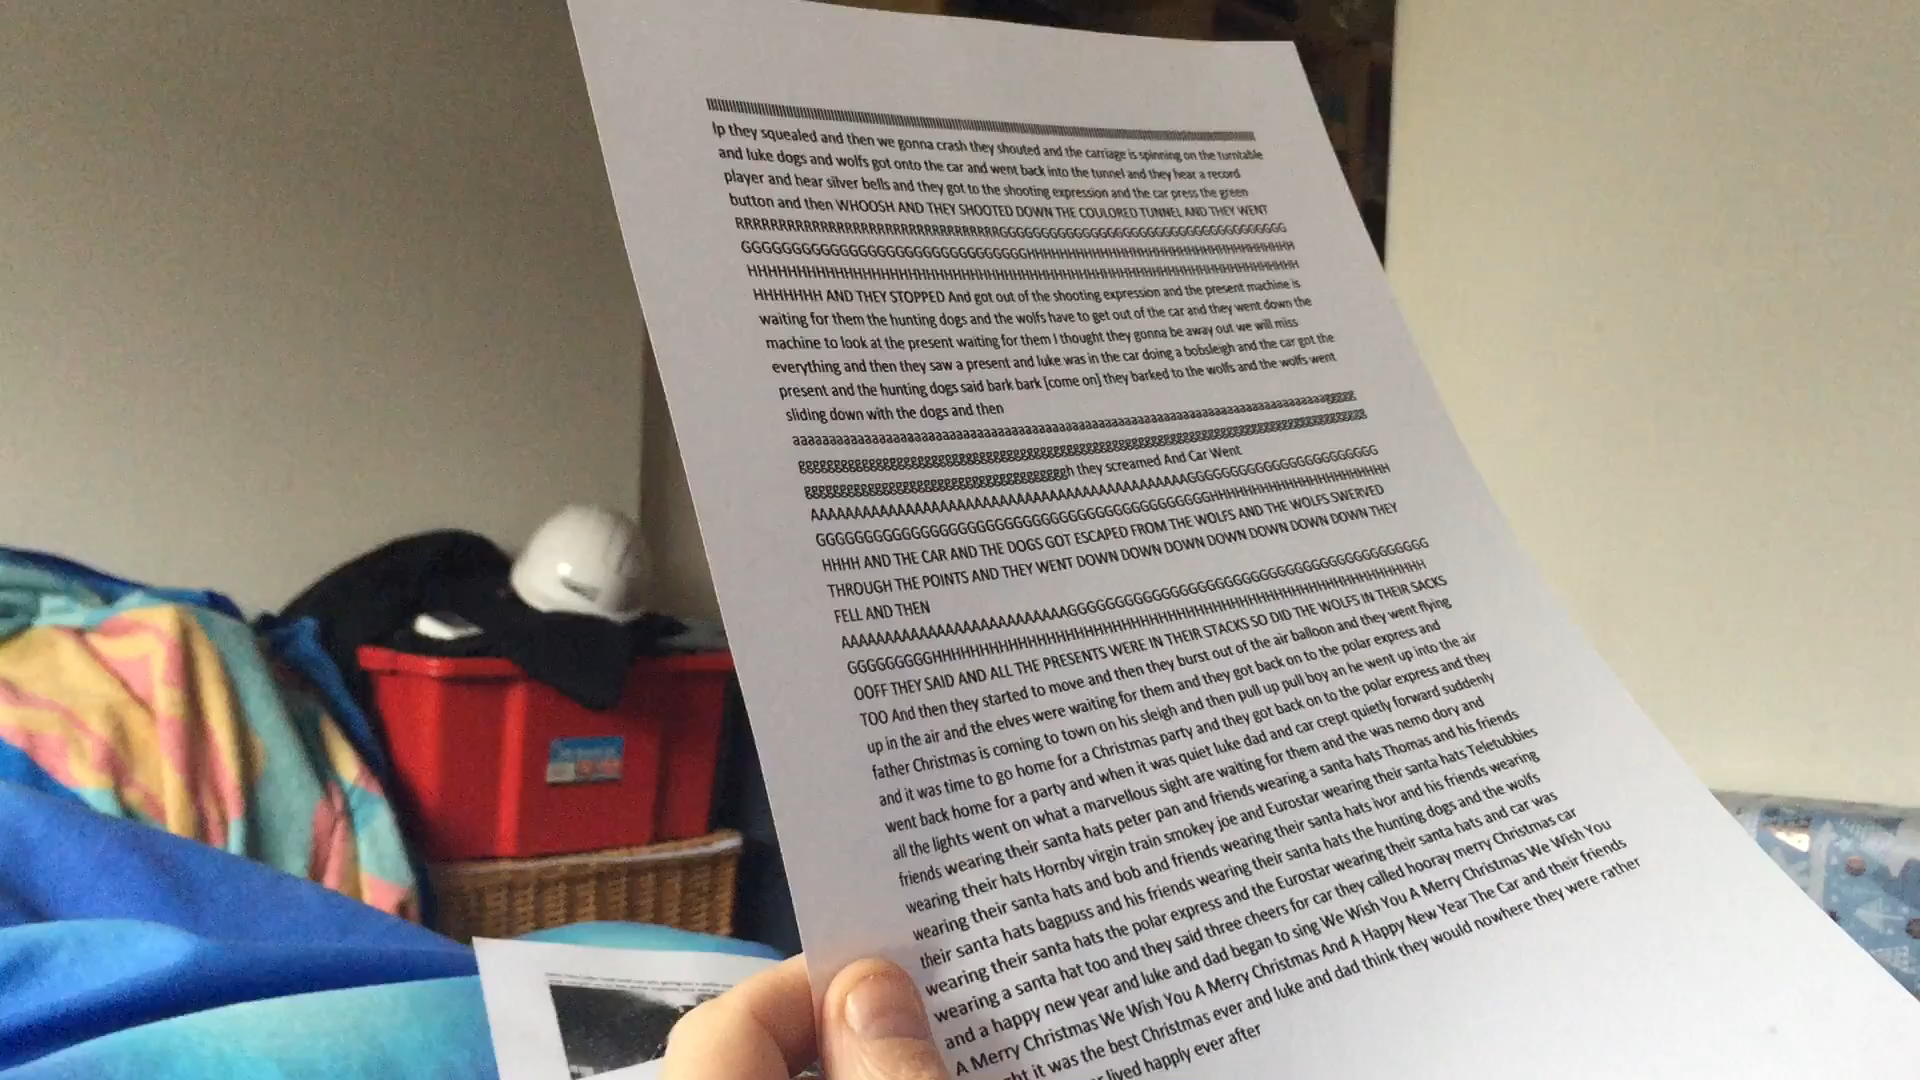 lp they squealed and then we gonna crash they shouted and the carriage is spinning on the turntable
and luke dogs and wolfs got onto the car and went back into the tunnel and they hear a record
player and hear silver bells and they got to the shooting expression and the car press the green
button and then WHOOSH AND THEY SHOOTED DOWN THE COULORED TUNNEL AND THEY WENT
HHHHHHH AND THEY STOPPED And got out of the shooting expression and the present machine is
waiting for them the hunting dogs and the wolfs have to get out of the car and they went down the
machine to look at the present waiting for them I thought they gonna be away out we will miss
everything and then they saw a present and luke was in the car doing a bobsleigh and the car got the
present and the hunting dogs said bark bark [come on] they barked to the wolfs and the wolfs went
sliding down with the dogs and then
they screamed And Car Went
HHHH AND THE CAR AND THE DOGS GOT ESCAPED FROM THE WOLFS AND THE WOLFS SWERVED
THROUGH THE POINTS AND THEY WENT DOWN DOWN DOWN DOWN DOWN DOWN DOWN THEY
FELL AND THEN
OOFF THEY SAID AND ALL THE PRESENTS WERE IN THEIR STACKS SO DID THE WOLFS IN THEIR SACKS
TOO And then they started to move and then they burst out of the air balloon and they went flying
up in the air and the elves were waiting for them and they got back on to the polar express and
father Christmas is coming to town on his sleigh and then pull up pull boy an he went up into the air
and it was time to go home for a Christmas party and they got back on to the polar express and they
went back home for a party and when it was quiet luke dad and car crept quietly forward suddenly
all the lights went on what a marvellous sight are waiting for them and the was nemo dory and
friends wearing their santa hats peter pan and friends wearing a santa hats Thomas and his friends
wearing their hats Hornby virgin train smokey joe and Eurostar wearing their santa hats Teletubbies
wearing their santa hats and bob and friends wearing their santa hats ivor and his friends wearing
their santa hats bagpuss and his friends wearing their santa hats the hunting dogs and the wolfs
wearing their santa hats the polar express and the Eurostar wearing their santa hats and car was
wearing a santa hat too and they said three cheers for car they called hooray merry Christmas car
and a happy new year and luke and dad began to sing We Wish You A Merry Christmas We Wish You
A Merry Christmas We Wish You A Merry Christmas And A Happy New Year The Car and their friends
it was the best Christmas ever and luke and dad think they would nowhere they were rather
lived happly ever after